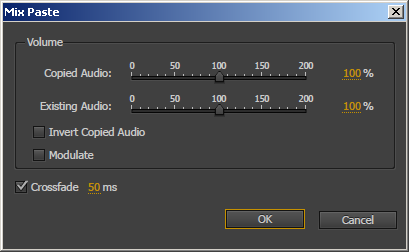 Mix Paste
Volume
0 50 100 150 200
Copied Audio: 100 %
0 50 100 150 200
Existing Audio: 100 %
Invert Copied Audio
Modulate
Crossfade 50 ms
OK Cancel